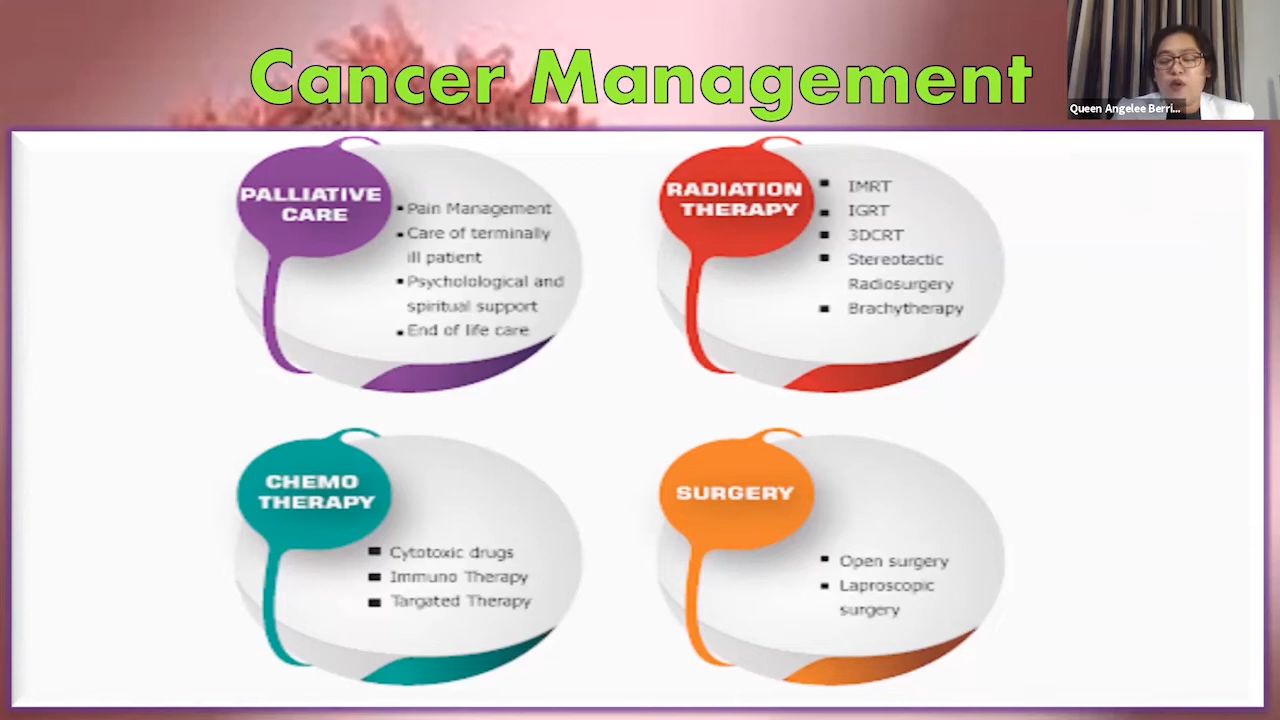 Cancer Management
Queen Angelee Berri...
PALLIATIVE
CARE
▪ Pain Management
▪ Care of terminally
ill patient
▪ Psycholological and
spiritual support
▪ End of life care
RADIATION
THERAPY
▪ IMRT
▪ IGRT
▪ 3DCRT
▪ Stereotactic
Radiosurgery
▪ Brachytherapy
CHEMO
THERAPY
▪ Cytotoxic drugs
▪ Immuno Therapy
▪ Targated Therapy
SURGERY
▪ Open surgery
▪ Laproscopic
surgery